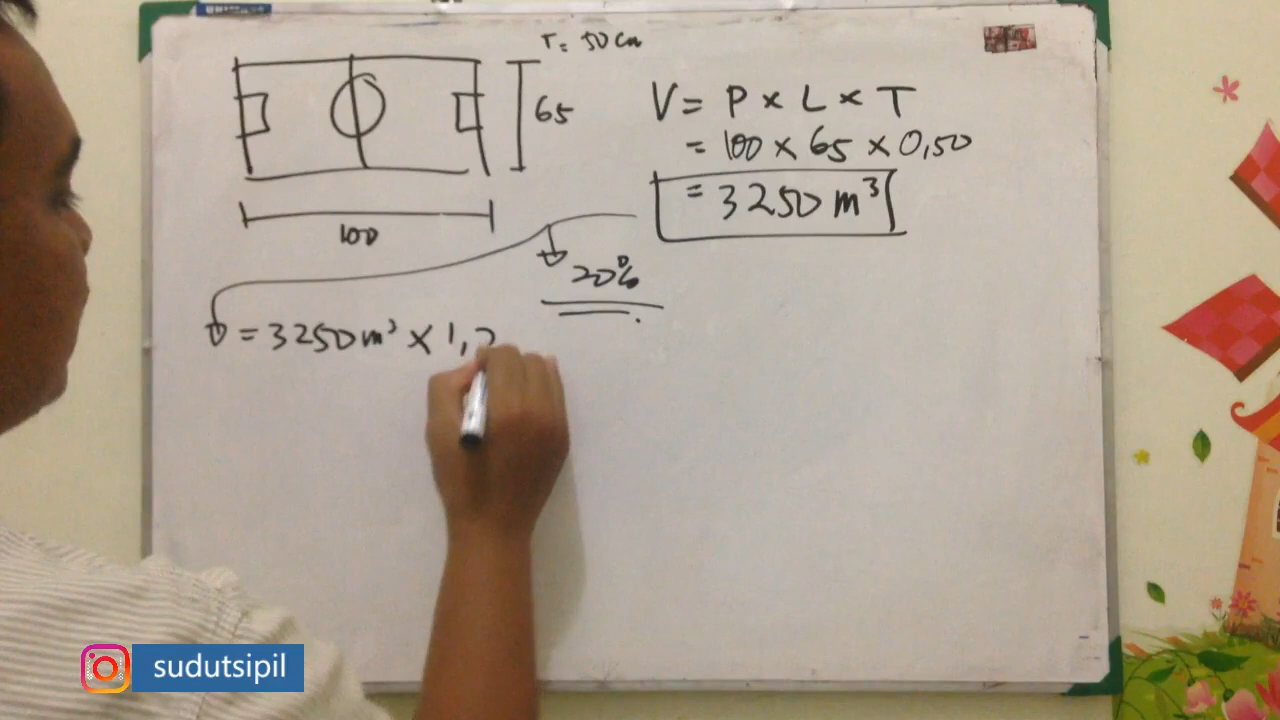 T = 50 cm
65
100
V = P × L × T
= 100 × 65 × 0,50
= 3250 m³
20%
= 3250 m³ × 1,2
sudutsipil